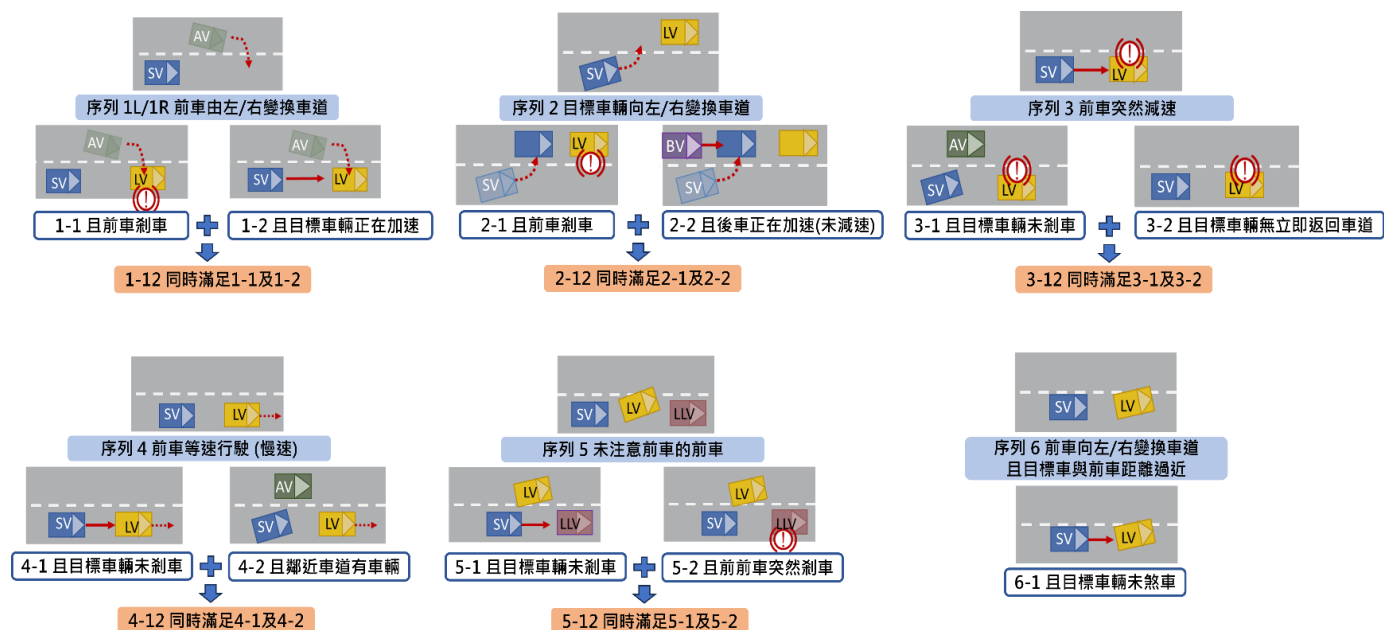 AV
SV
序列 1L/1R 前車由左/右變換車道
AV
SV
LV
!
AV
SV
LV
1-1 且前車剎車
1-2 且目標車輛正在加速
1-12 同時滿足1-1及1-2
LV
SV
序列 2 目標車輛向左/右變換車道
LV
!
SV
BV
SV
2-1 且前車剎車
2-2 且後車正在加速(未減速)
2-12 同時滿足2-1及2-2
SV
LV
!
序列 3 前車突然減速
AV
SV
LV
!
SV
LV
!
3-1 且目標車輛未剎車
3-2 且目標車輛無立即返回車道
3-12 同時滿足3-1及3-2
SV
LV
序列 4 前車等速行駛 (慢速)
SV
LV
AV
SV
LV
4-1 且目標車輛未剎車
4-2 且鄰近車道有車輛
4-12 同時滿足4-1及4-2
SV
LV
LLV
序列 5 未注意前車的前車
LV
SV
LLV
LV
SV
LLV
!
5-1 且目標車輛未剎車
5-2 且前前車突然剎車
5-12 同時滿足5-1及5-2
SV
LV
序列 6 前車向左/右變換車道
且目標車與前車距離過近
SV
LV
6-1 且目標車輛未煞車